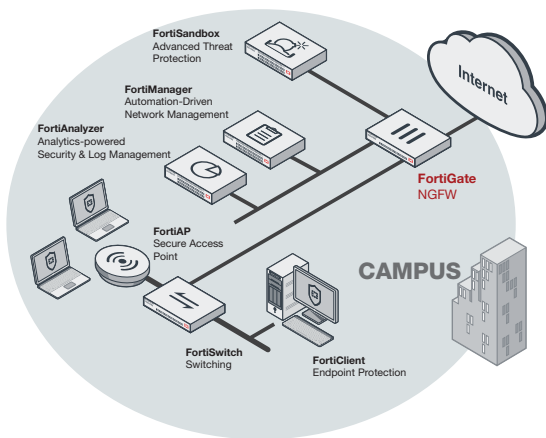 FortiSandbox
Advanced Threat
Protection
FortiManager
Automation-Driven
Network Management
FortiAnalyzer
Analytics-powered
Security & Log Management
Internet
FortiGate
NGFW
FortiAP
Secure Access
Point
CAMPUS
FortiSwitch
Switching
FortiClient
Endpoint Protection